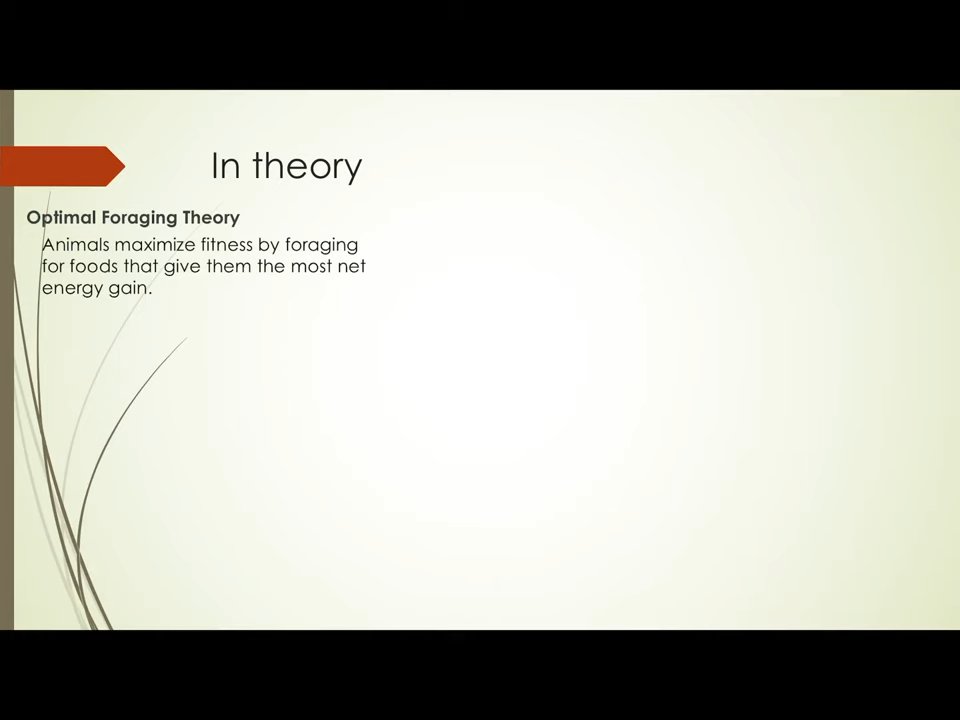 In theory
Optimal Foraging Theory
Animals maximize fitness by foraging
for foods that give them the most net
energy gain.